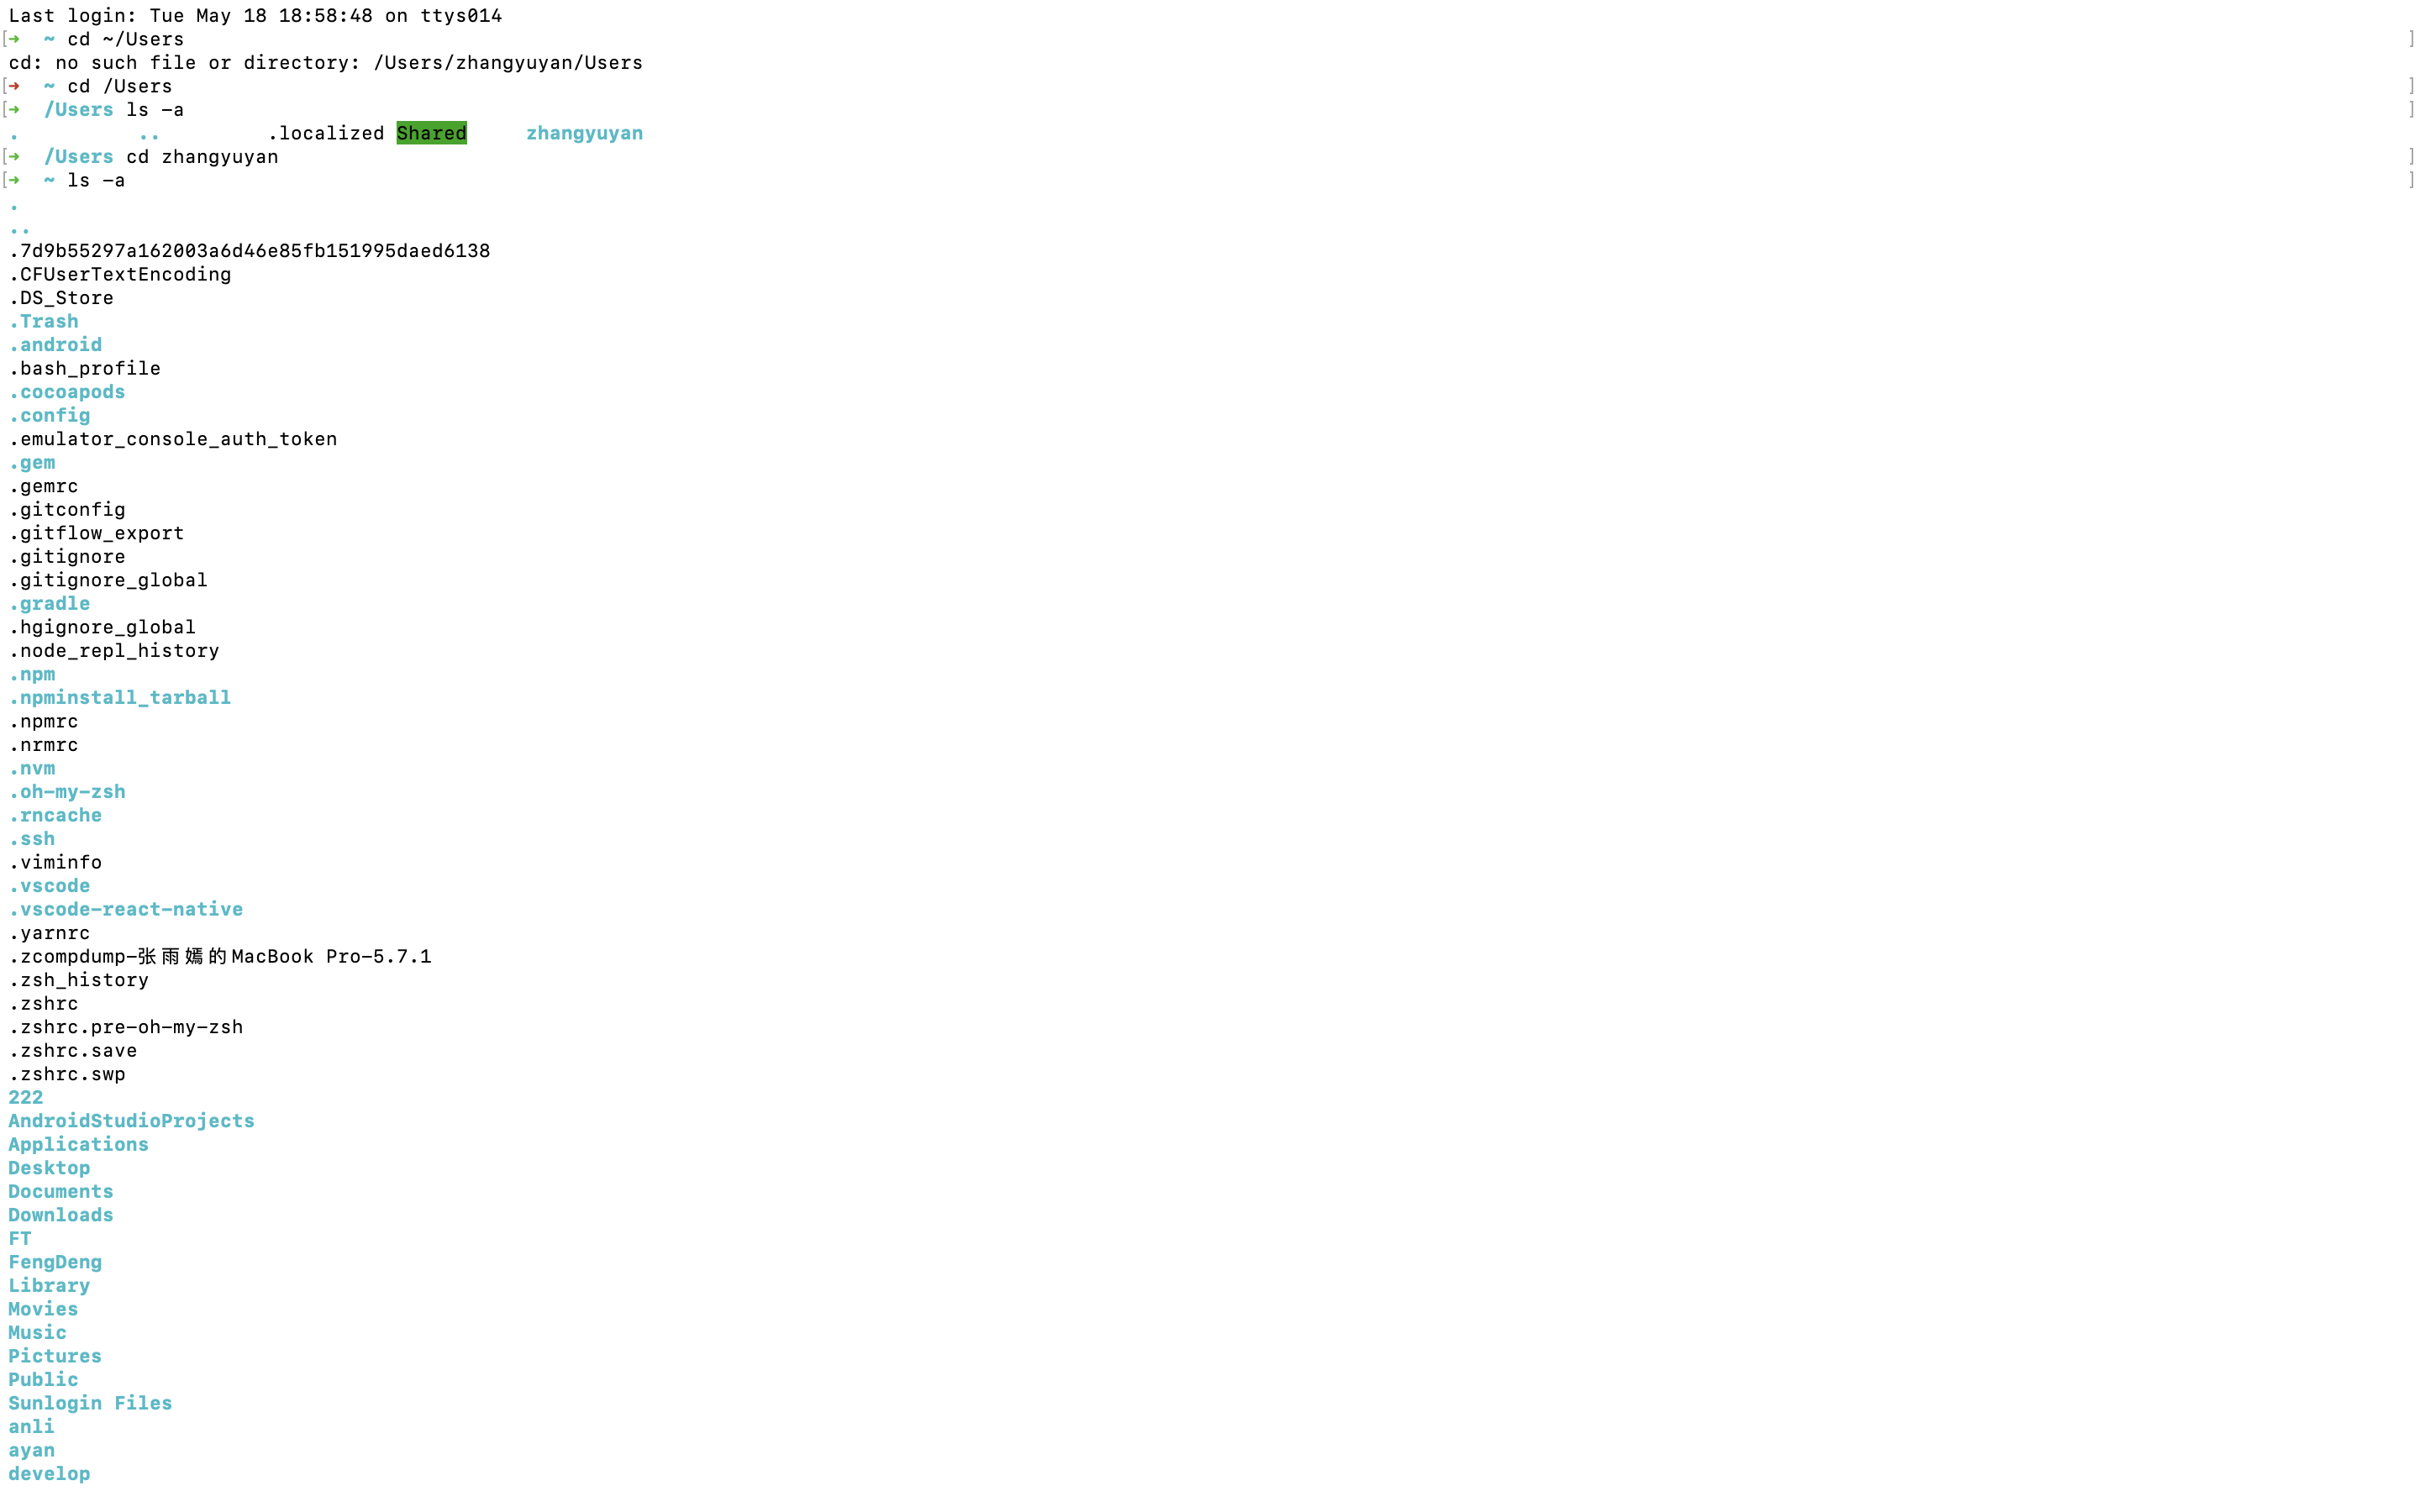 Last login: Tue May 18 18:58:48 on ttys014
[➜  ~ cd ~/Users ]
cd: no such file or directory: /Users/zhangyuyan/Users
[➜  ~ cd /Users ]
[➜  /Users ls -a ]
. .. .localized Shared zhangyuyan
[➜  /Users cd zhangyuyan ]
[➜  ~ ls -a ]
.
..
.7d9b55297a162003a6d46e85fb151995daed6138
.CFUserTextEncoding
.DS_Store
.Trash
.android
.bash_profile
.cocoapods
.config
.emulator_console_auth_token
.gem
.gemrc
.gitconfig
.gitflow_export
.gitignore
.gitignore_global
.gradle
.hgignore_global
.node_repl_history
.npm
.npminstall_tarball
.npmrc
.nrmrc
.nvm
.oh-my-zsh
.rncache
.ssh
.viminfo
.vscode
.vscode-react-native
.yarnrc
.zcompdump-张雨嫣的MacBook Pro-5.7.1
.zsh_history
.zshrc
.zshrc.pre-oh-my-zsh
.zshrc.save
.zshrc.swp
222
AndroidStudioProjects
Applications
Desktop
Documents
Downloads
FT
FengDeng
Library
Movies
Music
Pictures
Public
Sunlogin Files
anli
ayan
develop